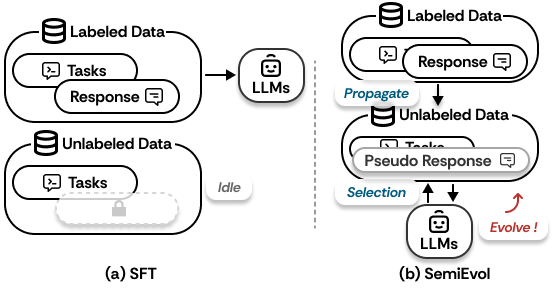 Labeled Data
Tasks
Response
LLMs
Unlabeled Data
Tasks
Idle
(a) SFT
Labeled Data
Response
Propagate
Unlabeled Data
Tasks
Pseudo Response
Selection
LLMs
Evolve !
(b) SemiEvol